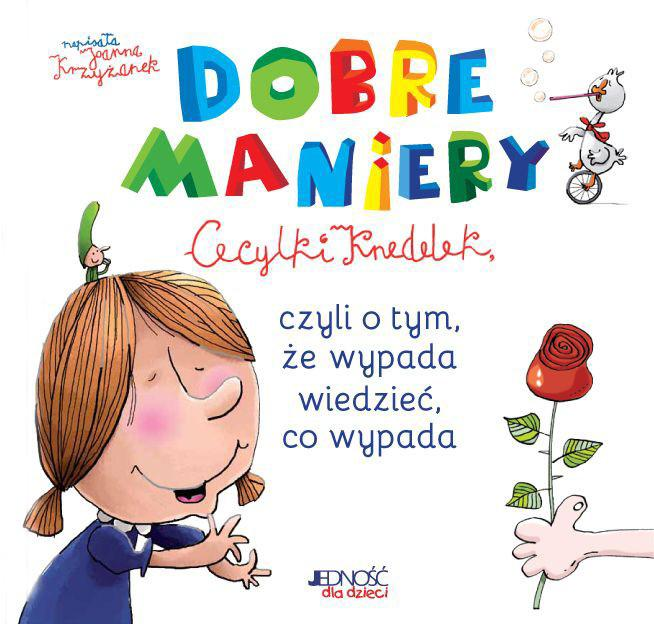 napisała
Joanna
Krzyżanek
DOBRE
MANIERY
Cecylki Knedelek,
czyli o tym,
że wypada
wiedzieć,
co wypada
JEDNOŚĆ
dla dzieci